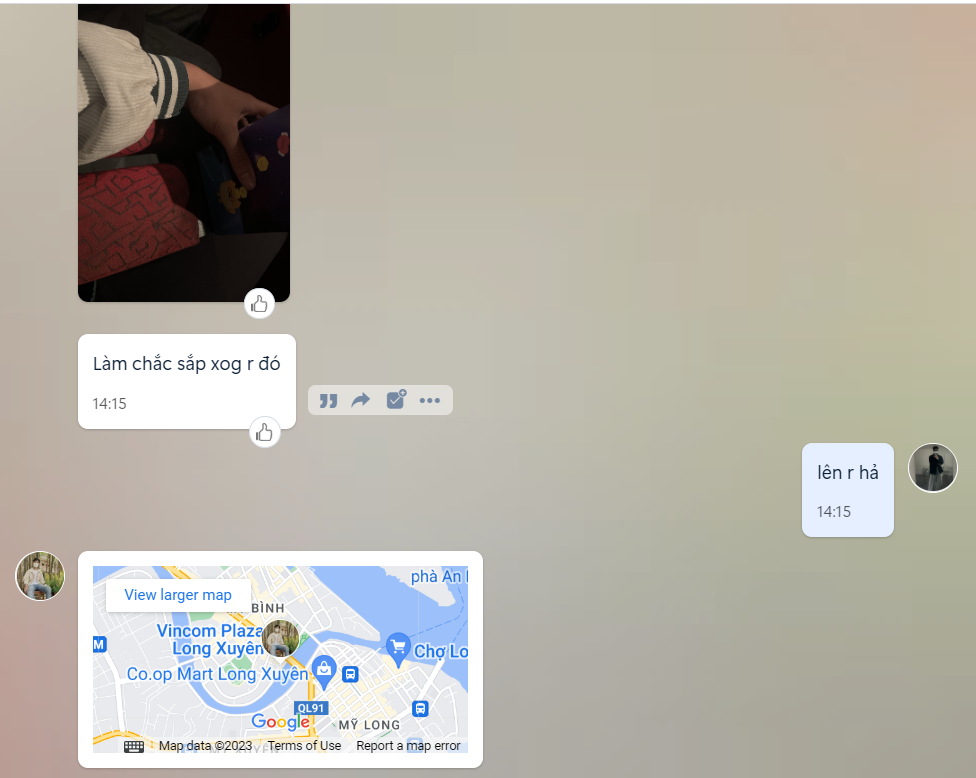 Làm chắc sắp xog r đó
14:15
lên r hả
14:15
phà An
View larger map
BÌNH
Vincom Plaza
Long Xuyên
Chợ Lo
Co.op Mart Long Xuyên
QL91
Google
MỸ LONG
Map data ©2023 Terms of Use Report a map error